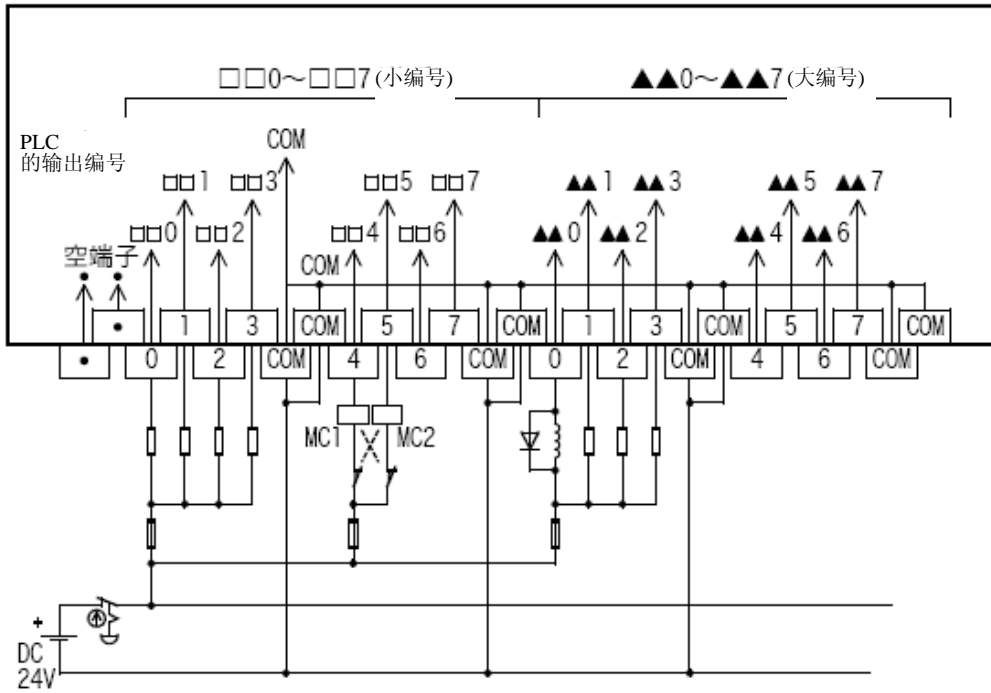 □□0～□□7 (小编号) ▲▲0～▲▲7 (大编号)
PLC
的输出编号
COM
□□1 □□3 □□5 □□7 ▲▲1 ▲▲3 ▲▲5 ▲▲7
□□0 □□2 □□4 □□6 ▲▲0 ▲▲2 ▲▲4 ▲▲6
空端子
COM
• 1 3 COM 5 7 COM 1 3 COM 5 7 COM
• 0 2 COM 4 6 COM 0 2 COM 4 6 COM
MC1 MC2
+
DC
24V